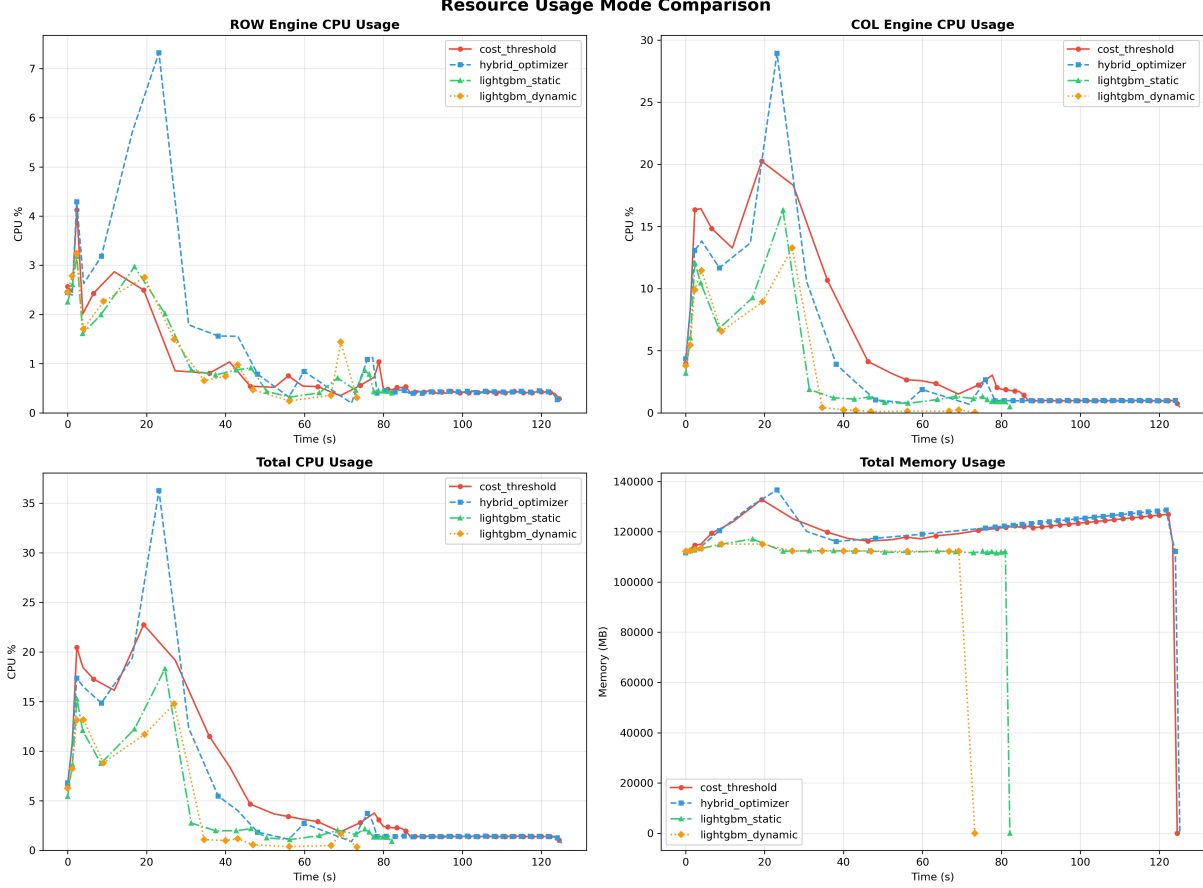 Resource Usage Mode Comparison
ROW Engine CPU Usage
CPU %
7
6
5
4
3
2
1
0
cost_threshold
hybrid_optimizer
lightgbm_static
lightgbm_dynamic
0 20 40 60 80 100 120
Time (s)
COL Engine CPU Usage
CPU %
30
25
20
15
10
5
0
cost_threshold
hybrid_optimizer
lightgbm_static
lightgbm_dynamic
0 20 40 60 80 100 120
Time (s)
Total CPU Usage
CPU %
35
30
25
20
15
10
5
0
cost_threshold
hybrid_optimizer
lightgbm_static
lightgbm_dynamic
0 20 40 60 80 100 120
Time (s)
Total Memory Usage
Memory (MB)
140000
120000
100000
80000
60000
40000
20000
0
cost_threshold
hybrid_optimizer
lightgbm_static
lightgbm_dynamic
0 20 40 60 80 100 120
Time (s)